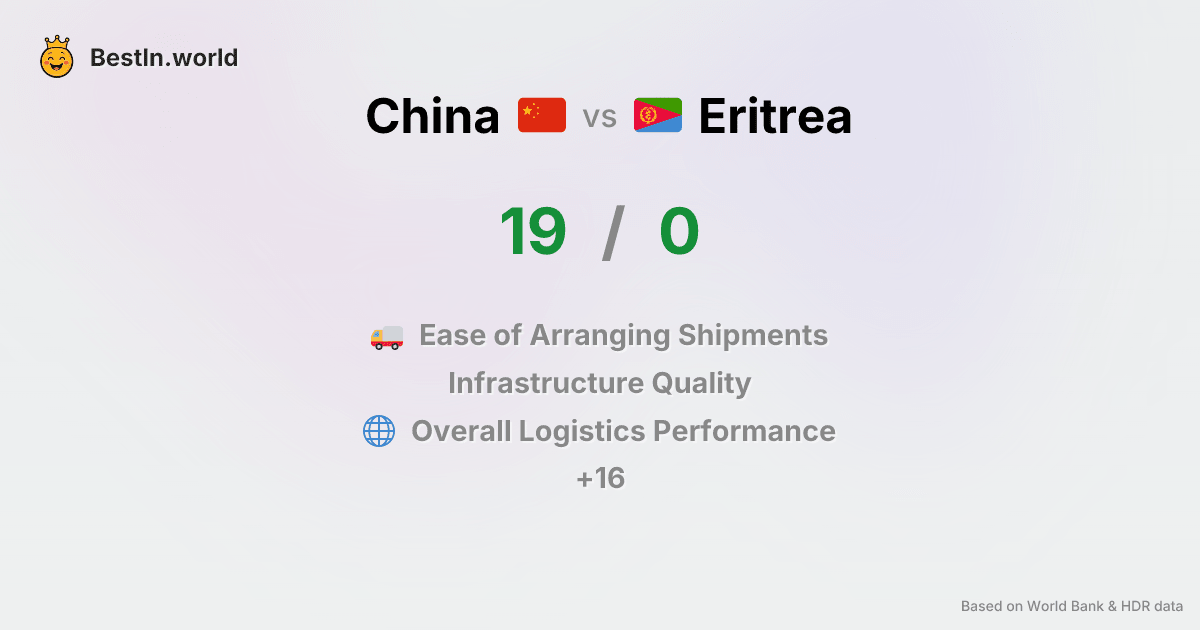 BestIn.world
China vs Eritrea
19 / 0
Ease of Arranging Shipments
Infrastructure Quality
Overall Logistics Performance
+16
Based on World Bank & HDR data